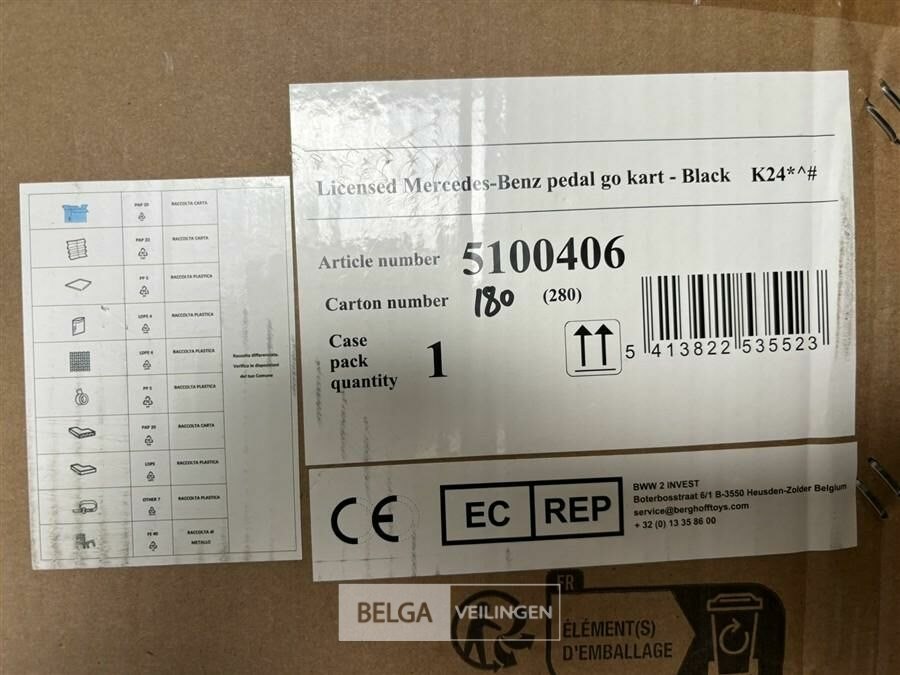 Licensed Mercedes-Benz pedal go kart - Black K24*^#
Article number 5100406
Carton number 180 (280)
Case
pack
quantity 1
5 413822 535523
PAP 20 RACCOLTA CARTA
PAP 22 RACCOLTA CARTA
PP 5 RACCOLTA PLASTICA
LDPE 4 RACCOLTA PLASTICA
LDPE 4 RACCOLTA PLASTICA
PP 5 RACCOLTA PLASTICA
PAP 20 RACCOLTA CARTA
LDPE RACCOLTA PLASTICA
OTHER 7 RACCOLTA PLASTICA
FE 40 RACCOLTA di
METALLO
Raccolta differenziata.
Verifica le disposizioni
del tuo Comune
CE
EC REP
BWW 2 INVEST
Boterbosstraat 6/1 B-3550 Heusden-Zolder Belgium
service@berghofftoys.com
+ 32 (0) 13 35 86 00
FR
ÉLÉMENT(S)
D'EMBALLAGE
BELGA VEILINGEN